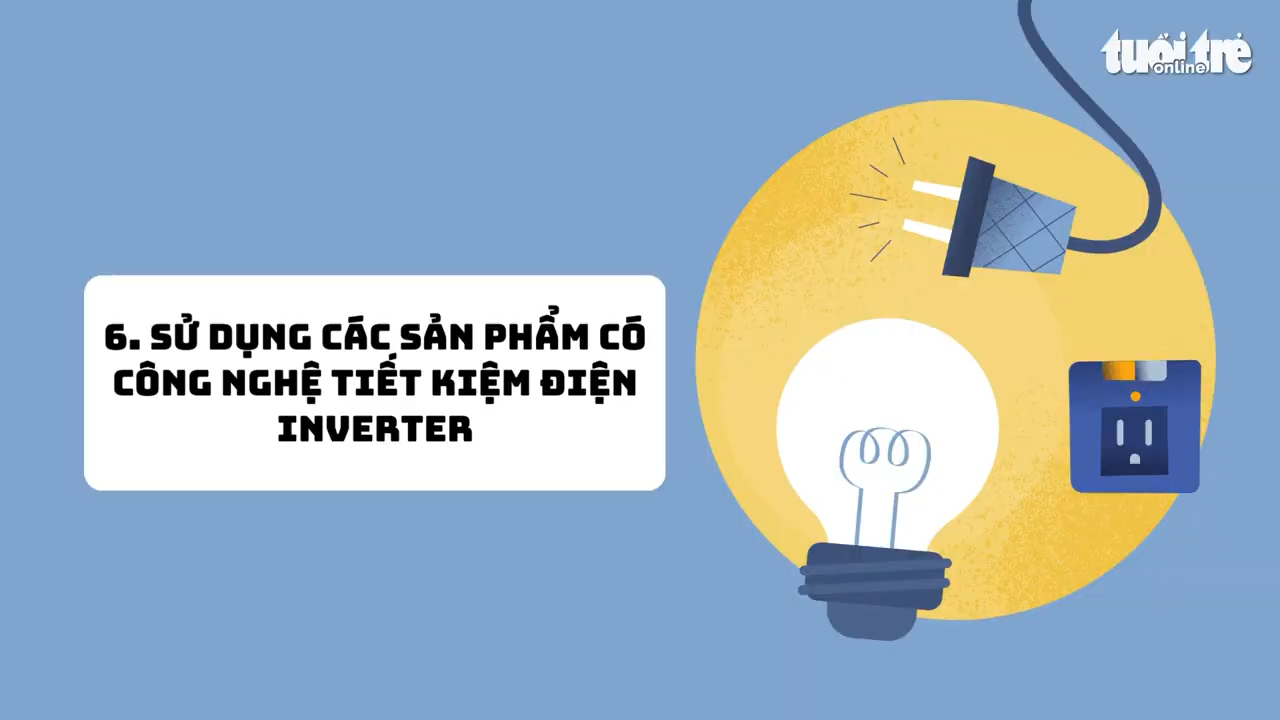 tuổi trẻ
online
6. SỬ DỤNG CÁC SẢN PHẨM CÓ
CÔNG NGHỆ TIẾT KIỆM ĐIỆN
INVERTER